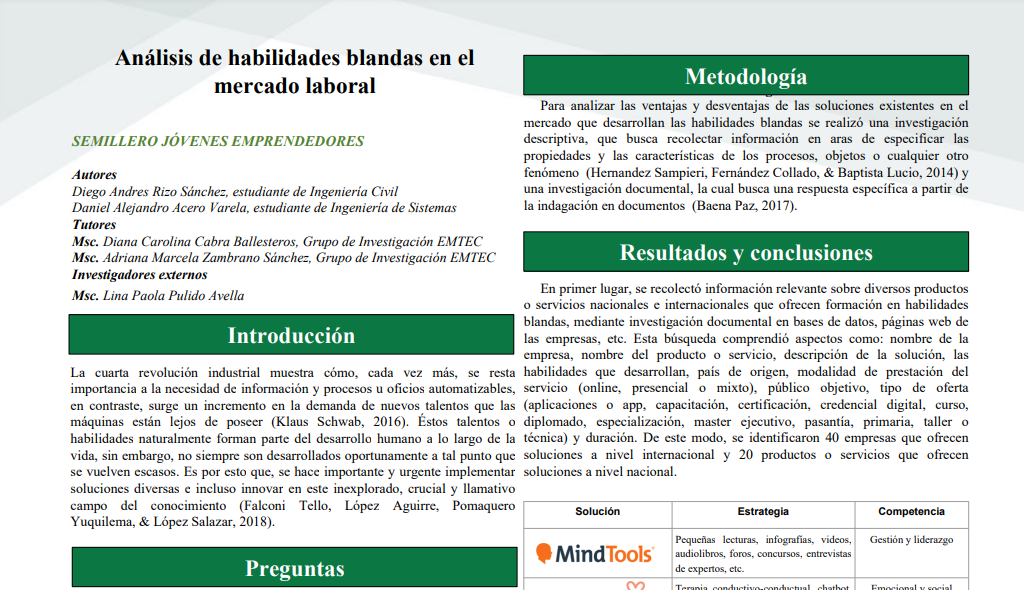 Análisis de habilidades blandas en el
mercado laboral
SEMILLERO JÓVENES EMPRENDEDORES
Autores
Diego Andres Rizo Sánchez, estudiante de Ingeniería Civil
Daniel Alejandro Acero Varela, estudiante de Ingeniería de Sistemas
Tutores
Msc. Diana Carolina Cabra Ballesteros, Grupo de Investigación EMTEC
Msc. Adriana Marcela Zambrano Sánchez, Grupo de Investigación EMTEC
Investigadores externos
Msc. Lina Paola Pulido Avella
Introducción
La cuarta revolución industrial muestra cómo, cada vez más, se resta
importancia a la necesidad de información y procesos u oficios automatizables,
en contraste, surge un incremento en la demanda de nuevos talentos que las
máquinas están lejos de poseer (Klaus Schwab, 2016). Éstos talentos o
habilidades naturalmente forman parte del desarrollo humano a lo largo de la
vida, sin embargo, no siempre son desarrollados oportunamente a tal punto que
se vuelven escasos. Es por esto que, se hace importante y urgente implementar
soluciones diversas e incluso innovar en este inexplorado, crucial y llamativo
campo del conocimiento (Falconi Tello, López Aguirre, Pomaquero
Yuquilema, & López Salazar, 2018).
Preguntas
Metodología
Para analizar las ventajas y desventajas de las soluciones existentes en el
mercado que desarrollan las habilidades blandas se realizó una investigación
descriptiva, que busca recolectar información en aras de especificar las
propiedades y las características de los procesos, objetos o cualquier otro
fenómeno (Hernandez Sampieri, Fernández Collado, & Baptista Lucio, 2014) y
una investigación documental, la cual busca una respuesta específica a partir de
la indagación en documentos (Baena Paz, 2017).
Resultados y conclusiones
En primer lugar, se recolectó información relevante sobre diversos productos
o servicios nacionales e internacionales que ofrecen formación en habilidades
blandas, mediante investigación documental en bases de datos, páginas web de
las empresas, etc. Esta búsqueda comprendió aspectos como: nombre de la
empresa, nombre del producto o servicio, descripción de la solución, las
habilidades que desarrollan, país de origen, modalidad de prestación del
servicio (online, presencial o mixto), público objetivo, tipo de oferta
(aplicaciones o app, capacitación, certificación, credencial digital, curso,
diplomado, especialización, master ejecutivo, pasantía, primaria, taller o
técnica) y duración. De este modo, se identificaron 40 empresas que ofrecen
soluciones a nivel internacional y 20 productos o servicios que ofrecen
soluciones a nivel nacional.
Solución Estrategia Competencia
MindTools
Pequeñas lecturas, infografías, videos,
audiolibros, foros, concursos, entrevistas
de expertos, etc.
Gestión y liderazgo
Terapia conductivo-conductual, chatbot,
Emocional y social